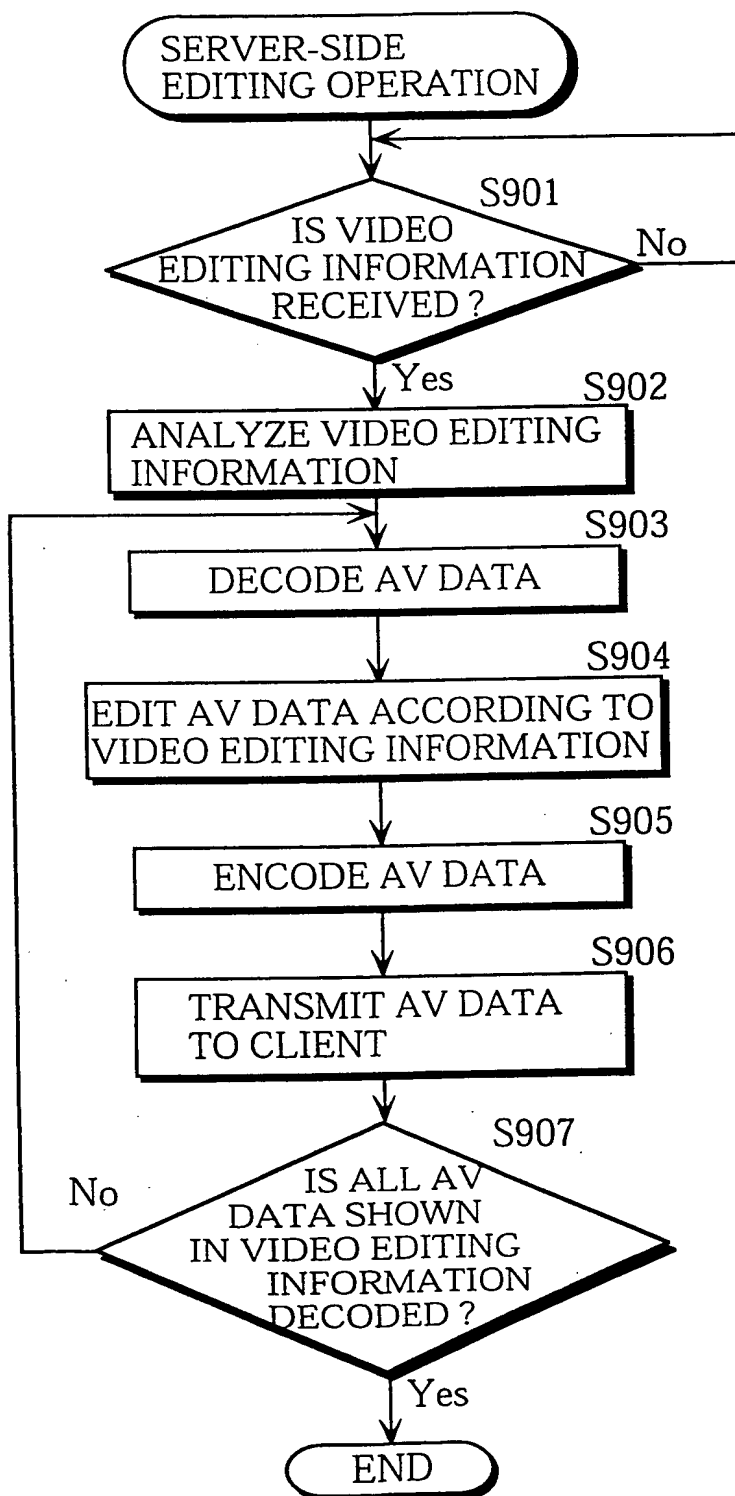 SERVER-SIDE
EDITING OPERATION
S901
IS VIDEO
EDITING INFORMATION
RECEIVED ?
No
Yes
S902
ANALYZE VIDEO EDITING
INFORMATION
S903
DECODE AV DATA
S904
EDIT AV DATA ACCORDING TO
VIDEO EDITING INFORMATION
S905
ENCODE AV DATA
S906
TRANSMIT AV DATA
TO CLIENT
S907
No
IS ALL AV
DATA SHOWN
IN VIDEO EDITING
INFORMATION
DECODED ?
Yes
END